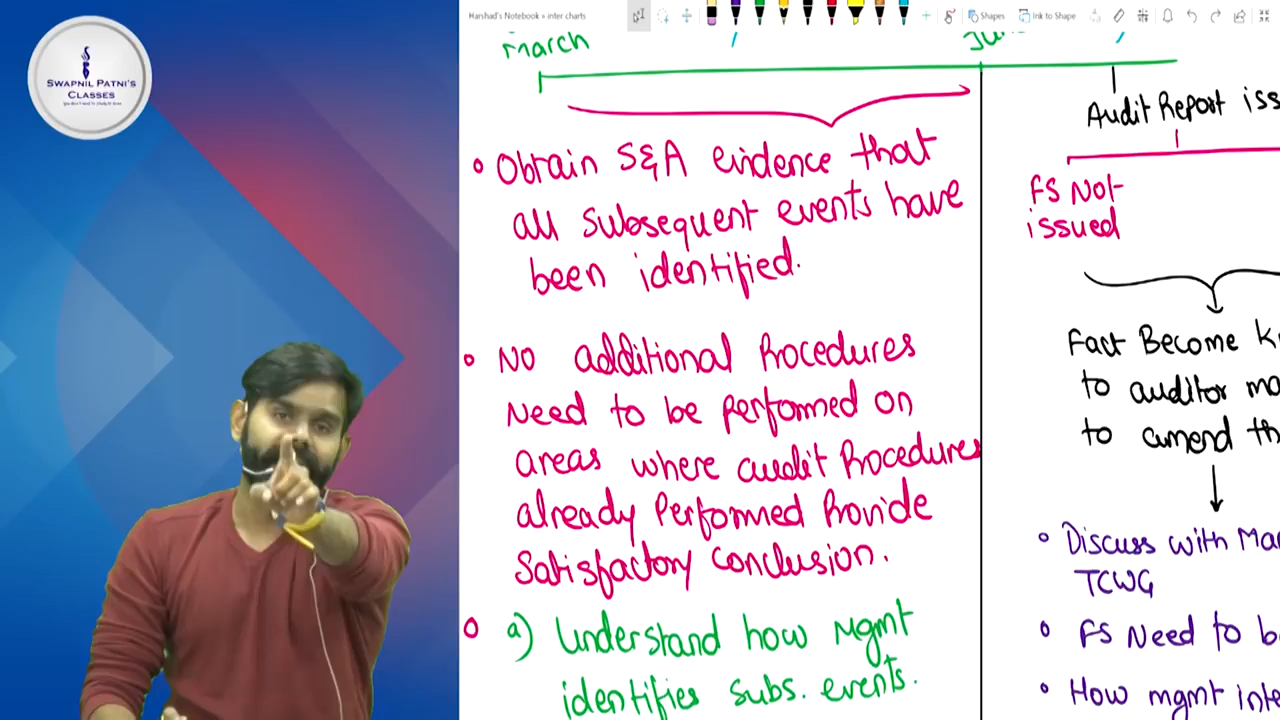 Harshad's Notebook » inter charts
Shapes
Ink to Shape
SWAPNIL PATNI'S
CLASSES
March
Audit Report iss
• Obtain S&A evidence that
all subsequent events have
been identified.
• No additional Procedures
Need to be performed on
areas where audit Procedures
already Performed Provide
Satisfactory Conclusion.
a) Understand how Mgmt
identifies subs. events.
FS Not
issued
Fact Become K
to auditor ma
to amend th
• Discuss with Ma
TCWG
• FS Need to b
• How mgmt inte